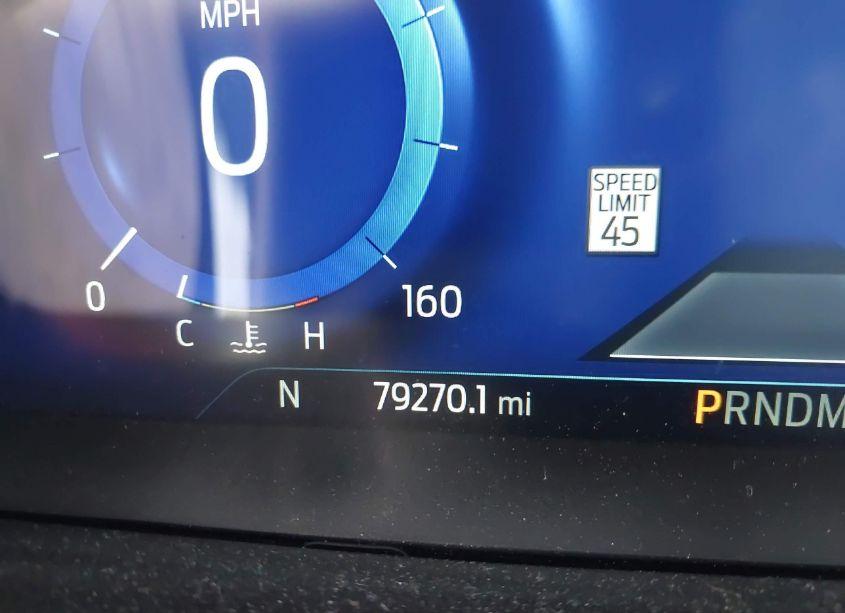 MPH
0
SPEED
LIMIT
45
0
160
C
H
N
79270.1 mi
PRNDM